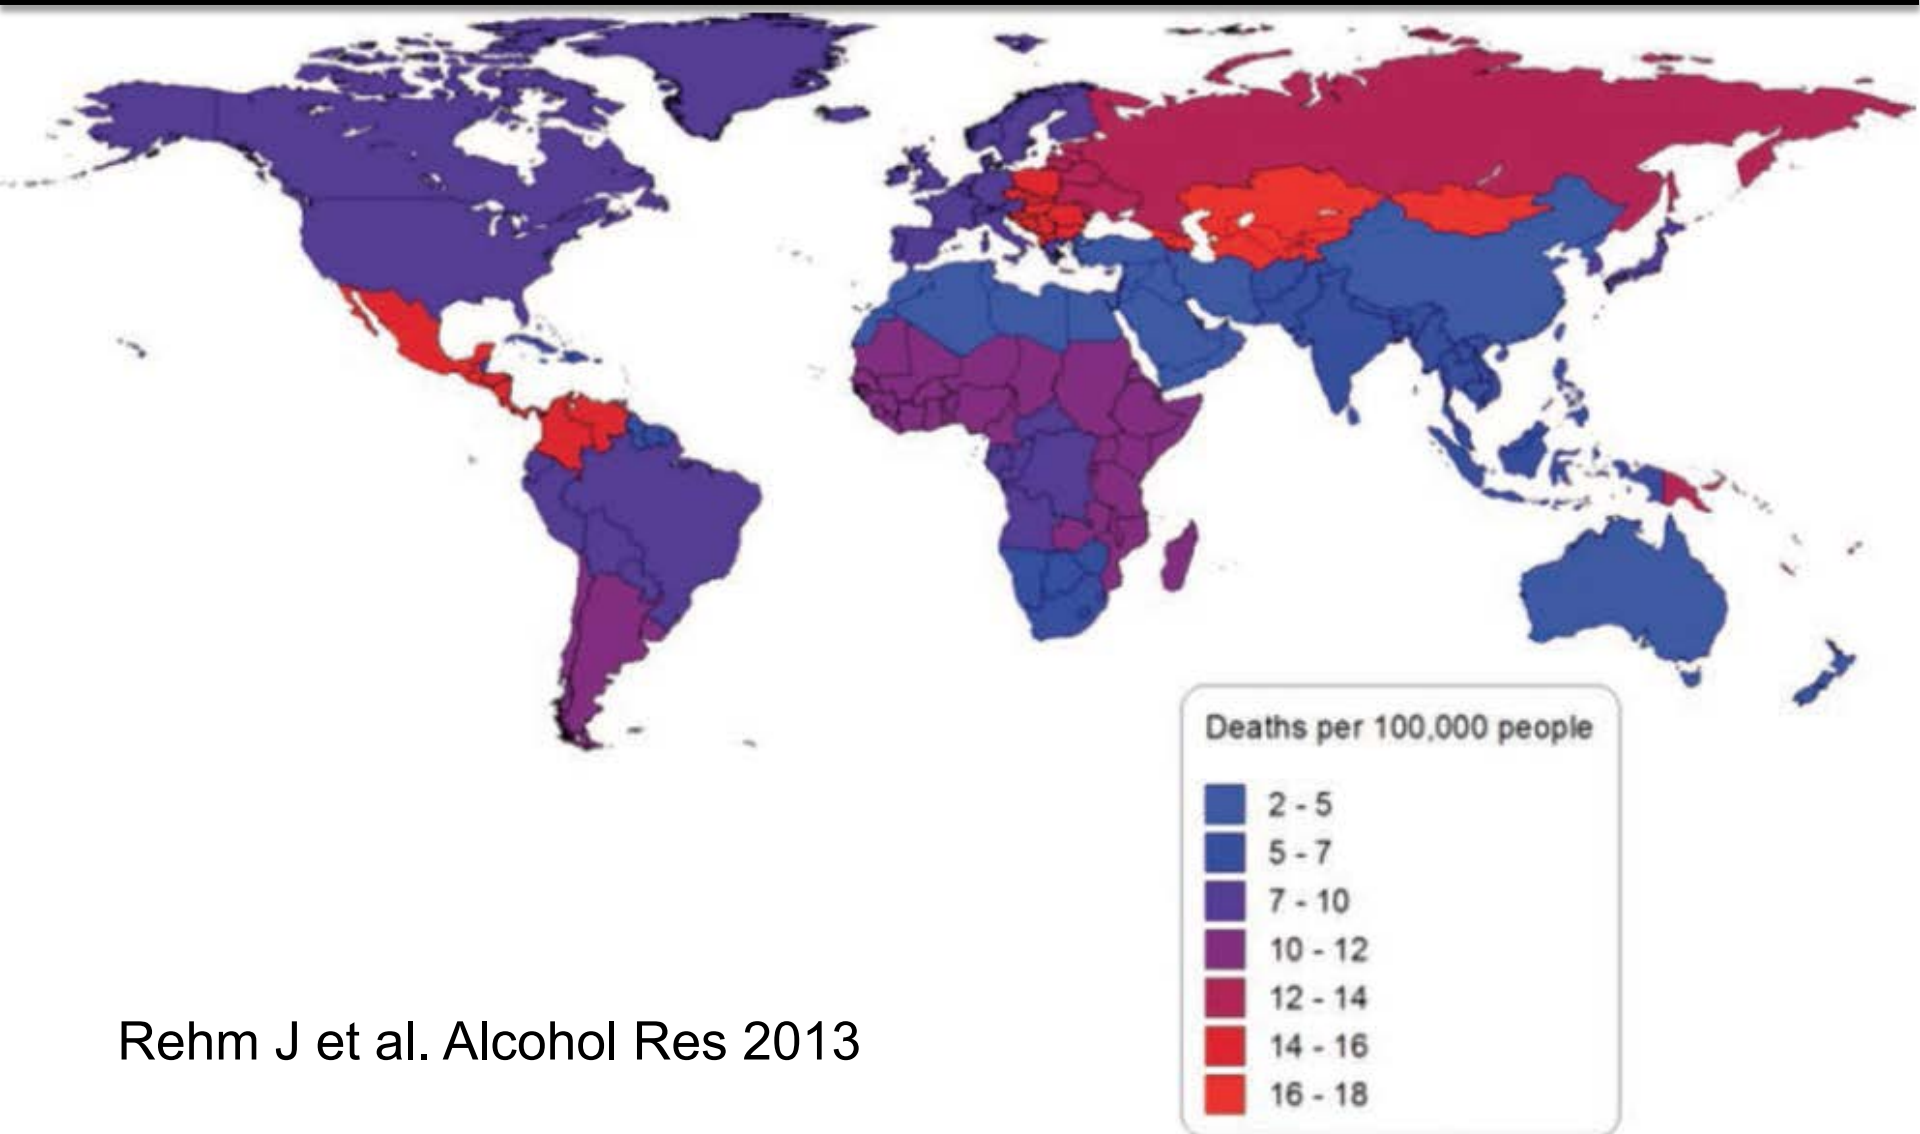 Deaths per 100,000 people
2 - 5
5 - 7
7 - 10
10 - 12
12 - 14
14 - 16
16 - 18
Rehm J et al. Alcohol Res 2013